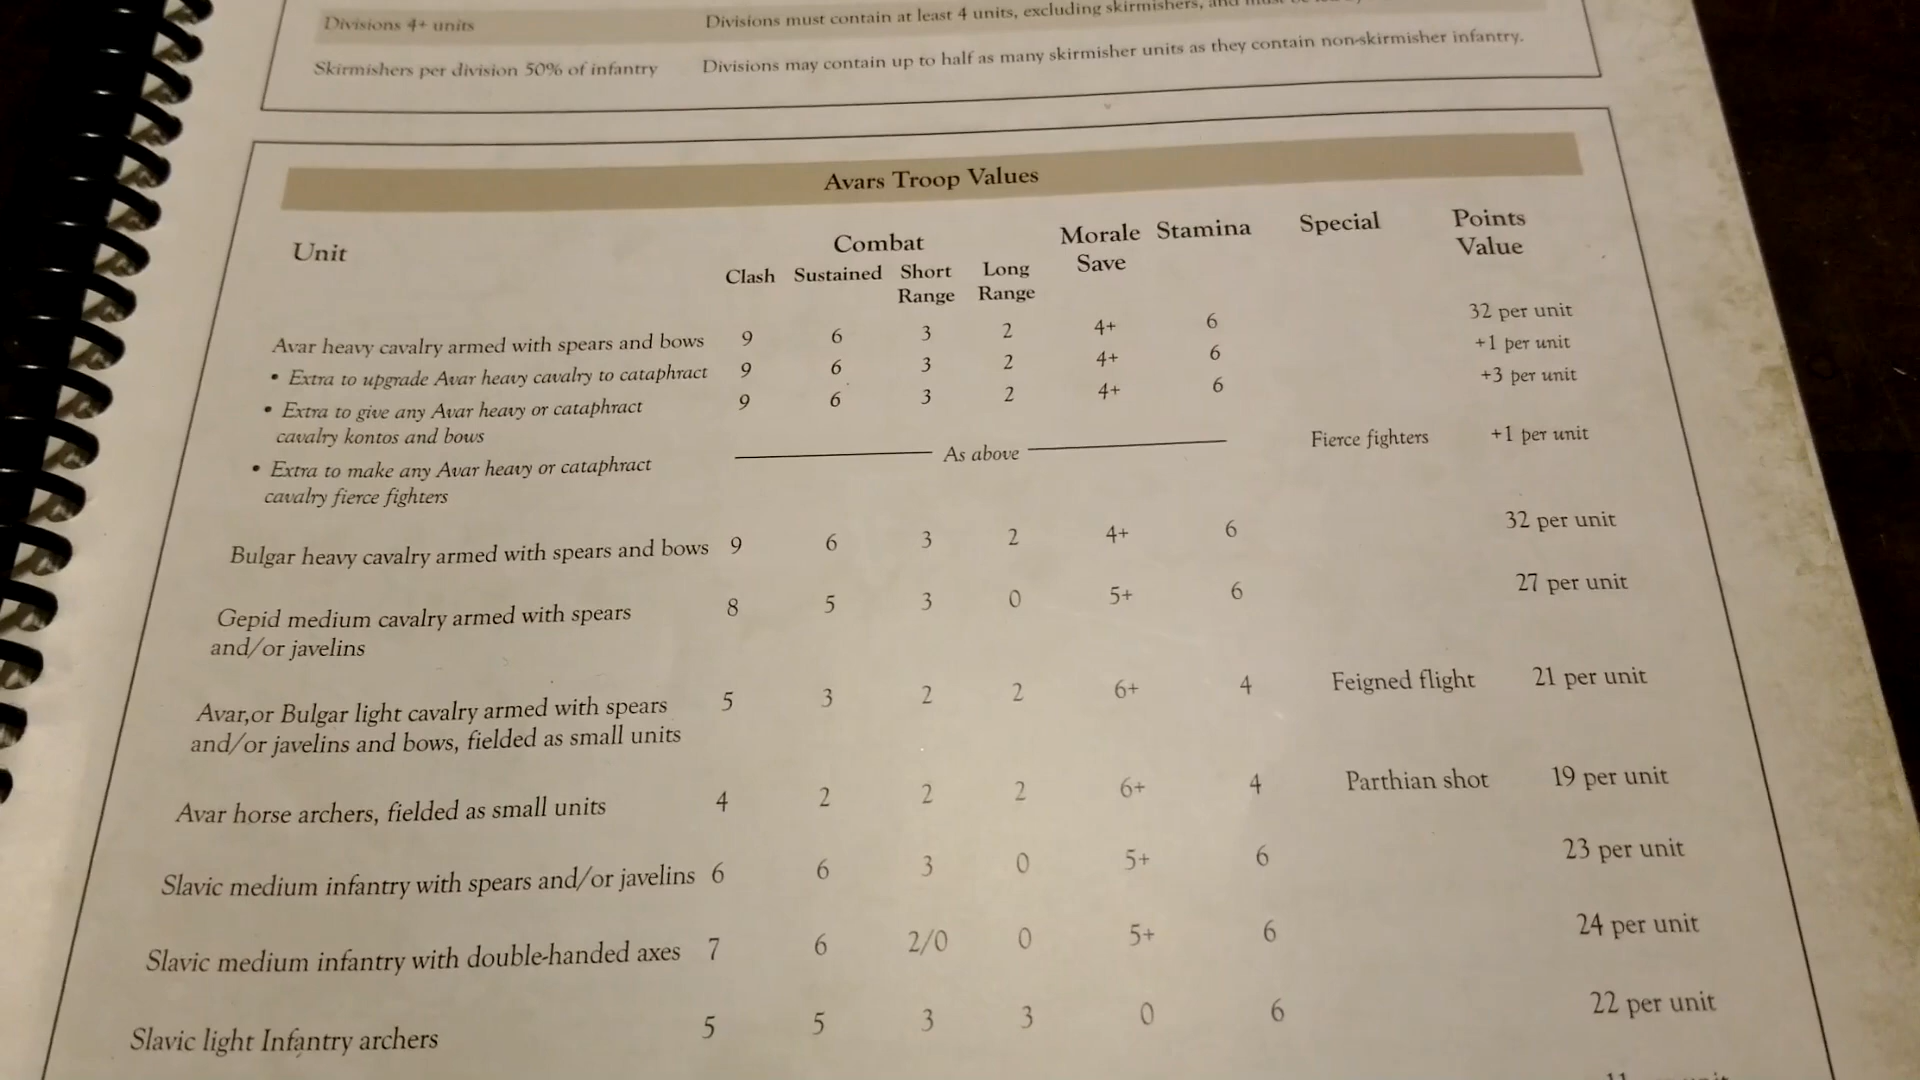 Divisions 4+ units Divisions must contain at least 4 units, excluding skirmishers, and must be
Skirmishers per division 50% of infantry Divisions may contain up to half as many skirmisher units as they contain non-skirmisher infantry.
Avars Troop Values
Unit Combat Morale Save Stamina Special Points Value
Clash Sustained Short Range Long Range
Avar heavy cavalry armed with spears and bows 9 6 3 2 4+ 6 32 per unit
• Extra to upgrade Avar heavy cavalry to cataphract 9 6 3 2 4+ 6 +1 per unit
• Extra to give any Avar heavy or cataphract 9 6 3 2 4+ 6 +3 per unit
cavalry kontos and bows
• Extra to make any Avar heavy or cataphract As above Fierce fighters +1 per unit
cavalry fierce fighters
Bulgar heavy cavalry armed with spears and bows 9 6 3 2 4+ 6 32 per unit
Gepid medium cavalry armed with spears 8 5 3 0 5+ 6 27 per unit
and/or javelins
Avar,or Bulgar light cavalry armed with spears 5 3 2 2 6+ 4 Feigned flight 21 per unit
and/or javelins and bows, fielded as small units
Avar horse archers, fielded as small units 4 2 2 2 6+ 4 Parthian shot 19 per unit
Slavic medium infantry with spears and/or javelins 6 6 3 0 5+ 6 23 per unit
Slavic medium infantry with double-handed axes 7 6 2/0 0 5+ 6 24 per unit
Slavic light Infantry archers 5 5 3 3 0 6 22 per unit